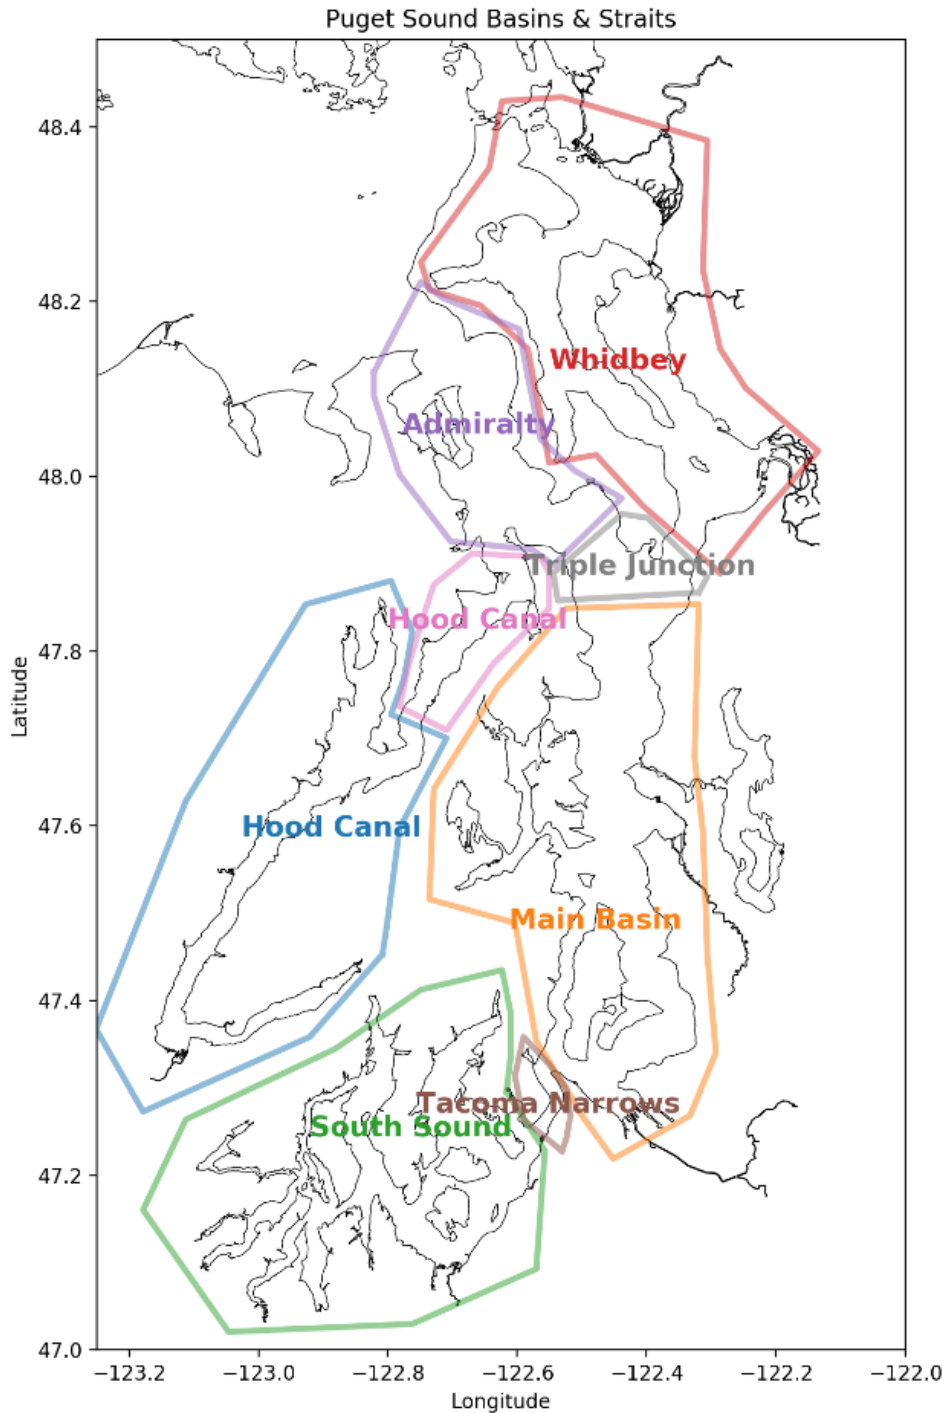 Puget Sound Basins & Straits
48.4
48.2
Whidbey
Admiralty
48.0
Triple Junction
Hood Canal
47.8
Latitude
47.6
Hood Canal
Main Basin
47.4
Tacoma Narrows
South Sound
47.2
47.0
−123.2 −123.0 −122.8 −122.6 −122.4 −122.2 −122.0
Longitude